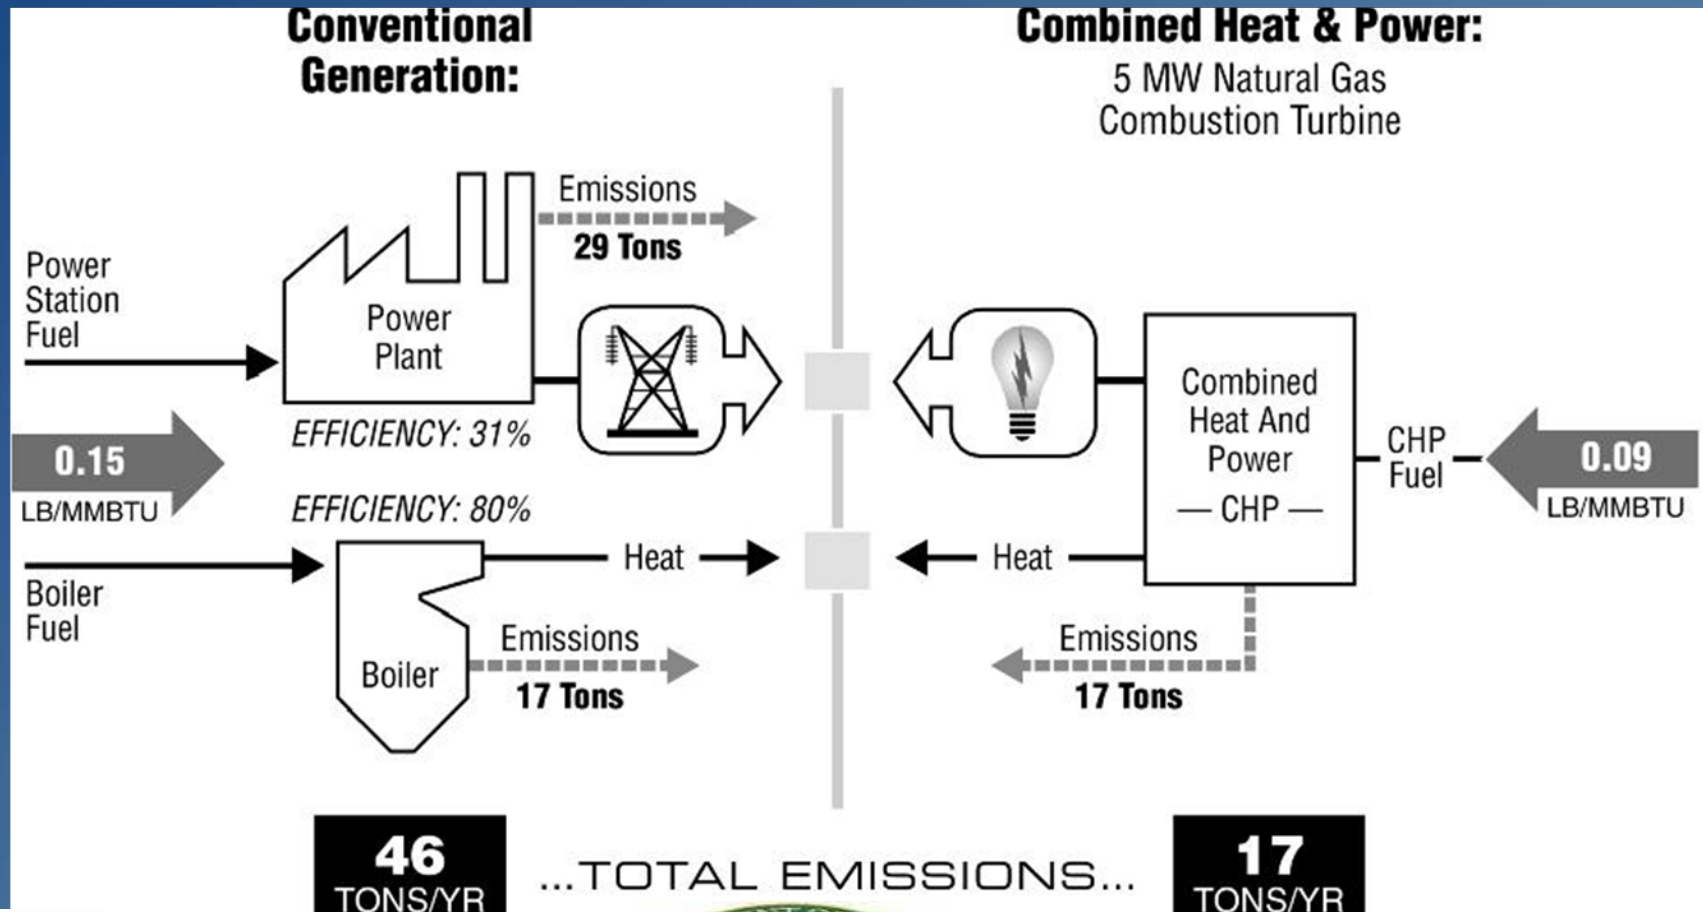 Conventional
Generation:
Combined Heat & Power:
5 MW Natural Gas
Combustion Turbine
Emissions
29 Tons
Power
Station
Fuel
Power
Plant
EFFICIENCY: 31%
0.15
LB/MMBTU
EFFICIENCY: 80%
Boiler
Fuel
Heat
Boiler
Emissions
17 Tons
Combined
Heat And
Power
— CHP —
CHP
Fuel
0.09
LB/MMBTU
Heat
Emissions
17 Tons
46
TONS/YR
...TOTAL EMISSIONS...
17
TONS/YR